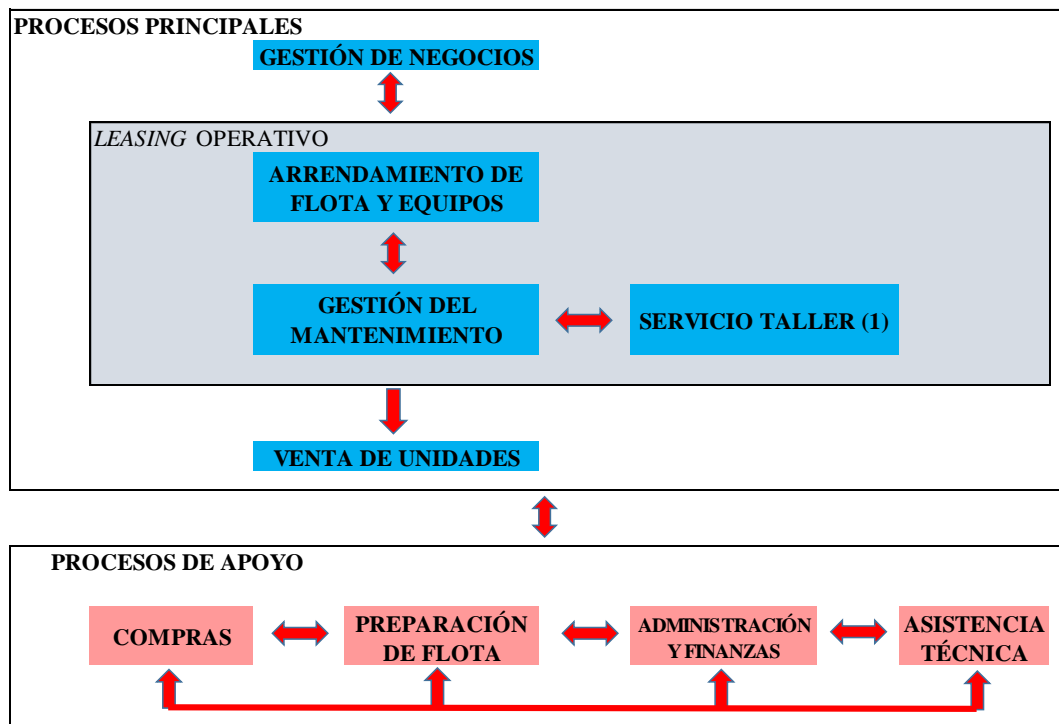 PROCESOS PRINCIPALES
GESTIÓN DE NEGOCIOS
LEASING OPERATIVO
ARRENDAMIENTO DE
FLOTA Y EQUIPOS
GESTIÓN DEL
MANTENIMIENTO
SERVICIO TALLER (1)
VENTA DE UNIDADES
PROCESOS DE APOYO
COMPRAS
PREPARACIÓN
DE FLOTA
ADMINISTRACIÓN
Y FINANZAS
ASISTENCIA
TÉCNICA